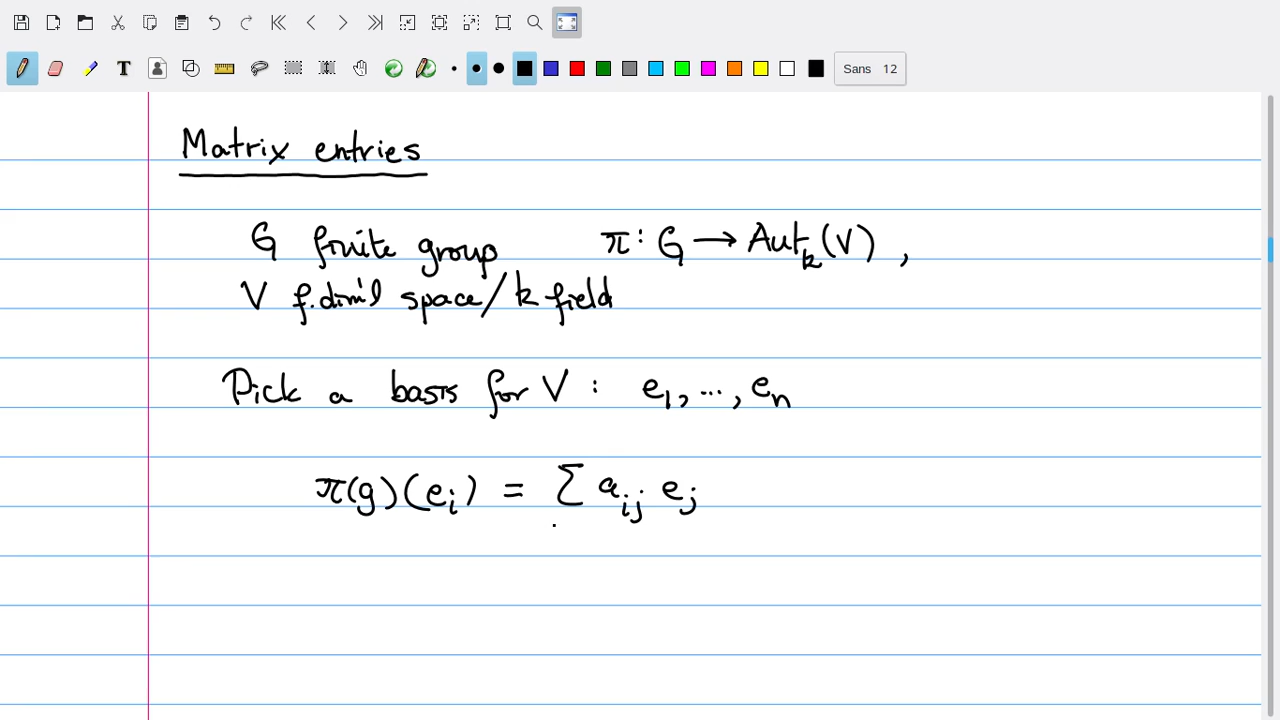 Sans 12
Matrix entries
G finite group π: G → Aut_k(V) ,
V f.dim'l space/k field
Pick a basis for V : e_1, ..., e_n
π(g)(e_i) = Σ a_ij e_j